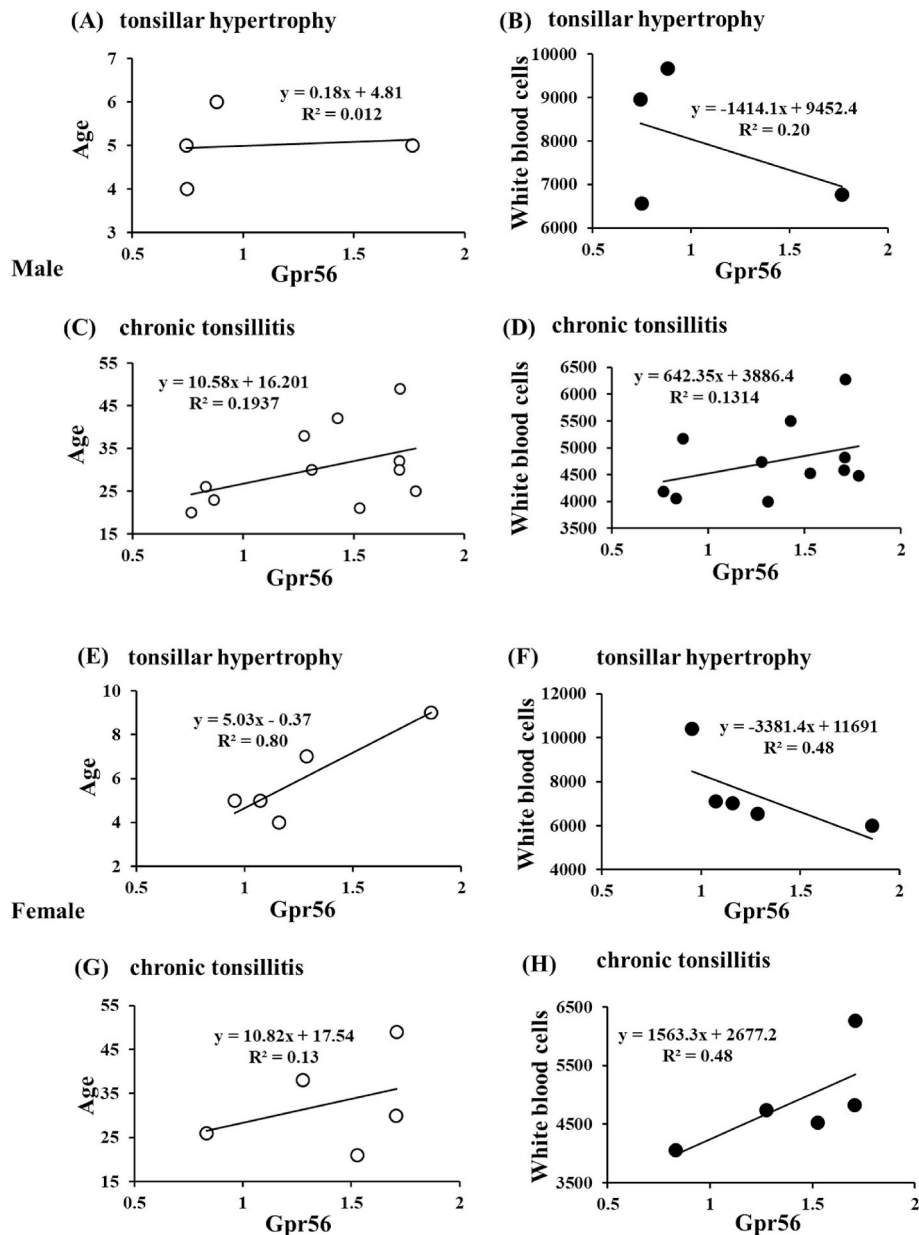 (A) tonsillar hypertrophy
7
6
5
4
3
Age
y = 0.18x + 4.81
R² = 0.012
0.5 1 1.5 2
Gpr56
(B) tonsillar hypertrophy
10000
9000
8000
7000
6000
White blood cells
y = -1414.1x + 9452.4
R² = 0.20
0.5 1 1.5 2
Gpr56
Male
(C) chronic tonsillitis
55
45
35
25
15
Age
y = 10.58x + 16.201
R² = 0.1937
0.5 1 1.5 2
Gpr56
(D) chronic tonsillitis
6500
6000
5500
5000
4500
4000
3500
White blood cells
y = 642.35x + 3886.4
R² = 0.1314
0.5 1 1.5 2
Gpr56
(E) tonsillar hypertrophy
10
8
6
4
2
Age
y = 5.03x - 0.37
R² = 0.80
0.5 1 1.5 2
Gpr56
(F) tonsillar hypertrophy
12000
10000
8000
6000
4000
White blood cells
y = -3381.4x + 11691
R² = 0.48
0.5 1 1.5 2
Gpr56
Female
(G) chronic tonsillitis
55
45
35
25
15
Age
y = 10.82x + 17.54
R² = 0.13
0.5 1 1.5 2
Gpr56
(H) chronic tonsillitis
6500
5500
4500
3500
White blood cells
y = 1563.3x + 2677.2
R² = 0.48
0.5 1 1.5 2
Gpr56